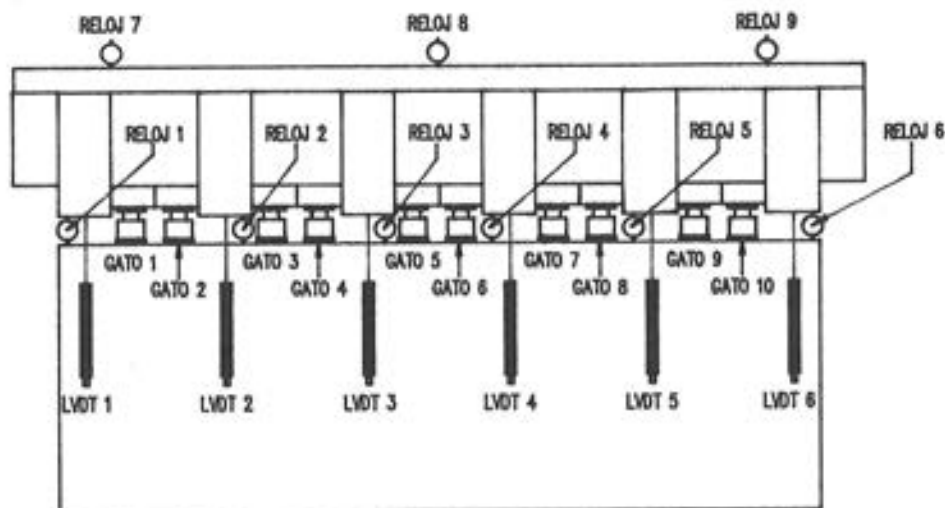 RELOJ 7
RELOJ 8
RELOJ 9
RELOJ 1
RELOJ 2
RELOJ 3
RELOJ 4
RELOJ 5
RELOJ 6
GATO 1
GATO 3
GATO 5
GATO 7
GATO 9
GATO 2
GATO 4
GATO 6
GATO 8
GATO 10
LVDT 1
LVDT 2
LVDT 3
LVDT 4
LVDT 5
LVDT 6